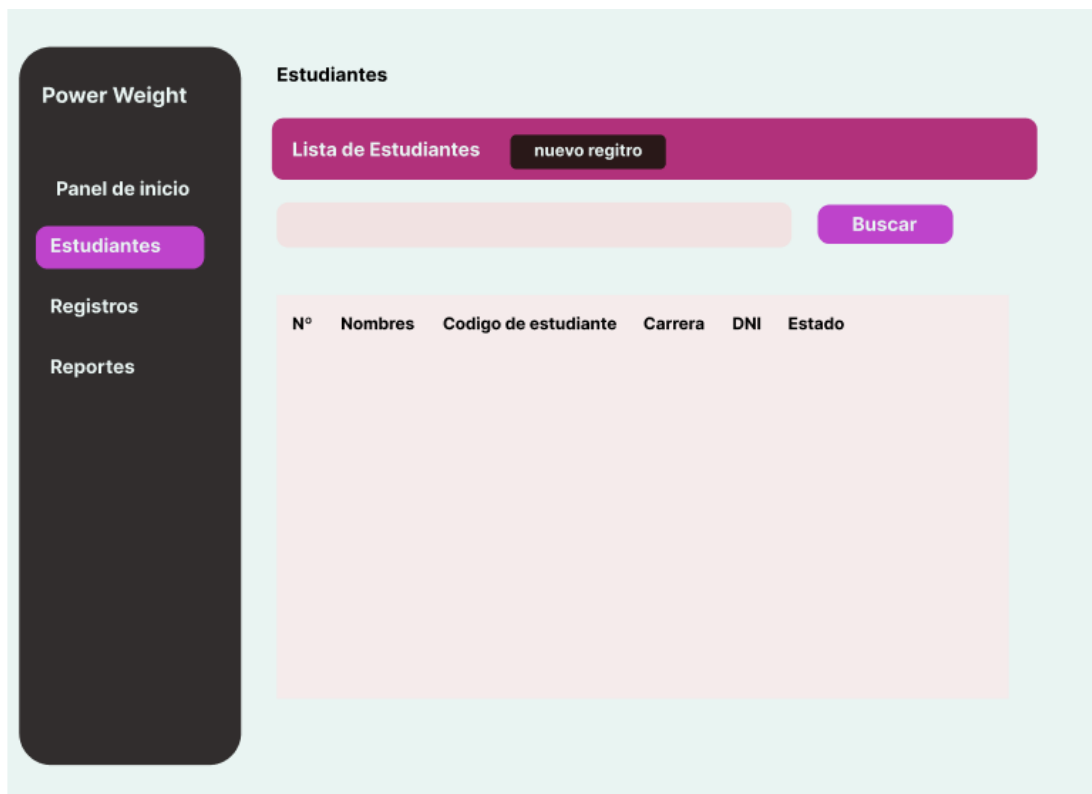 Power Weight
Panel de inicio
Estudiantes
Registros
Reportes
Estudiantes
Lista de Estudiantes nuevo regitro
Buscar
Nº Nombres Codigo de estudiante Carrera DNI Estado